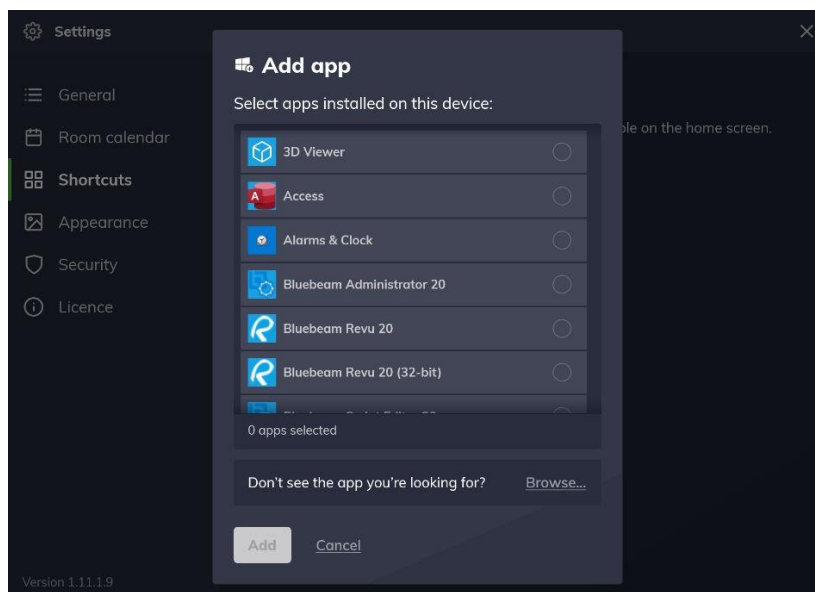 Settings
General
Room calendar
Shortcuts
Appearance
Security
Licence
Version 1.11.1.9
ble on the home screen.
Add app
Select apps installed on this device:
3D Viewer
A Access
Alarms & Clock
Bluebeam Administrator 20
Bluebeam Revu 20
Bluebeam Revu 20 (32-bit)
0 apps selected
Don't see the app you're looking for? Browse...
Add Cancel